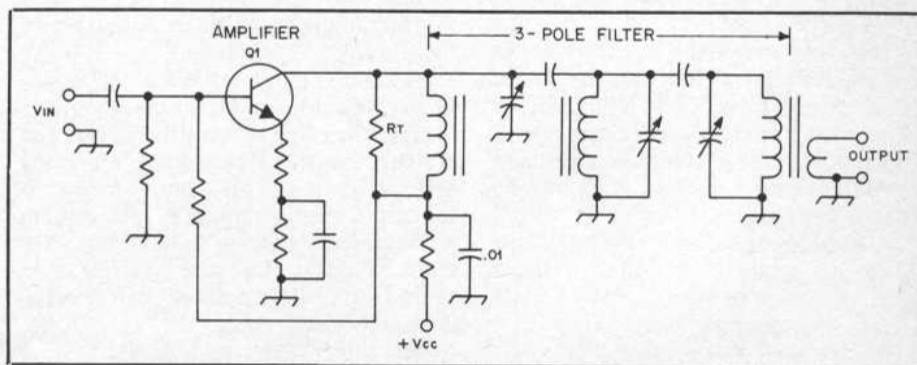 AMPLIFIER
3-POLE FILTER
Q1
VIN
RT
OUTPUT
.01
+Vcc